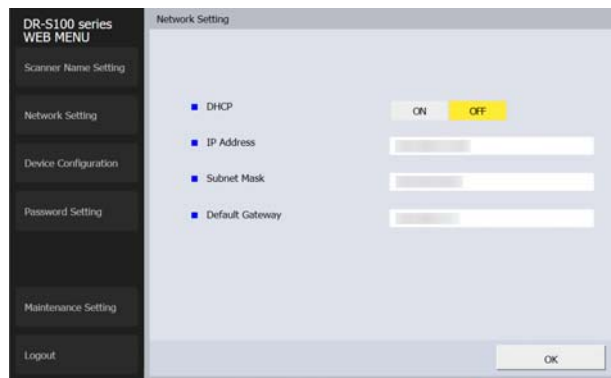 DR-S100 series
WEB MENU
Scanner Name Setting
Network Setting
Device Configuration
Password Setting
Maintenance Setting
Logout
Network Setting
DHCP
ON OFF
IP Address
Subnet Mask
Default Gateway
OK